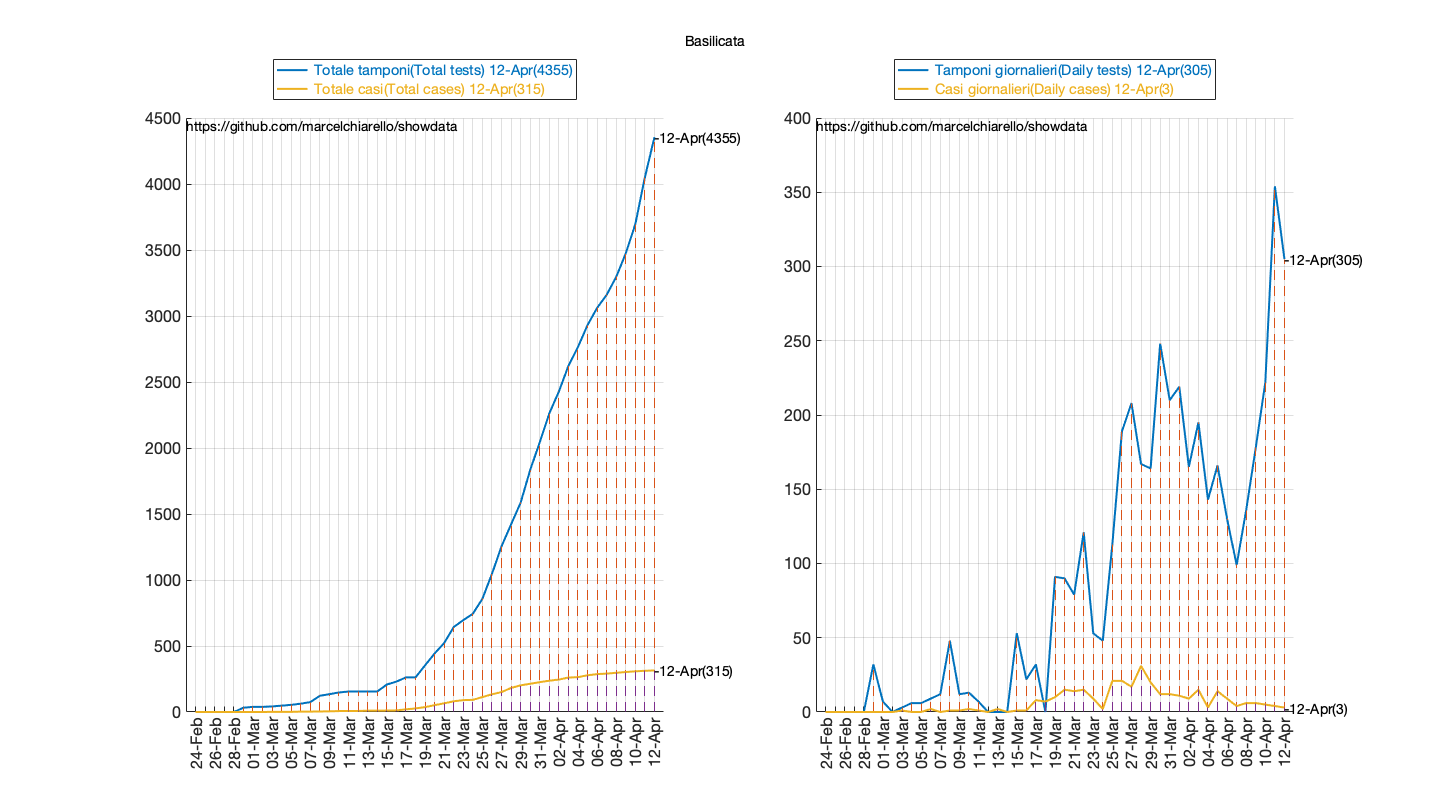 Basilicata
Totale tamponi(Total tests) 12-Apr(4355)
Totale casi(Total cases) 12-Apr(315)
https://github.com/marcelchiarello/showdata
4500
4000
3500
3000
2500
2000
1500
1000
500
0
12-Apr(4355)
12-Apr(315)
24-Feb
26-Feb
28-Feb
01-Mar
03-Mar
05-Mar
07-Mar
09-Mar
11-Mar
13-Mar
15-Mar
17-Mar
19-Mar
21-Mar
23-Mar
25-Mar
27-Mar
29-Mar
31-Mar
02-Apr
04-Apr
06-Apr
08-Apr
10-Apr
12-Apr
Tamponi giornalieri(Daily tests) 12-Apr(305)
Casi giornalieri(Daily cases) 12-Apr(3)
https://github.com/marcelchiarello/showdata
400
350
300
250
200
150
100
50
0
12-Apr(305)
12-Apr(3)
24-Feb
26-Feb
28-Feb
01-Mar
03-Mar
05-Mar
07-Mar
09-Mar
11-Mar
13-Mar
15-Mar
17-Mar
19-Mar
21-Mar
23-Mar
25-Mar
27-Mar
29-Mar
31-Mar
02-Apr
04-Apr
06-Apr
08-Apr
10-Apr
12-Apr